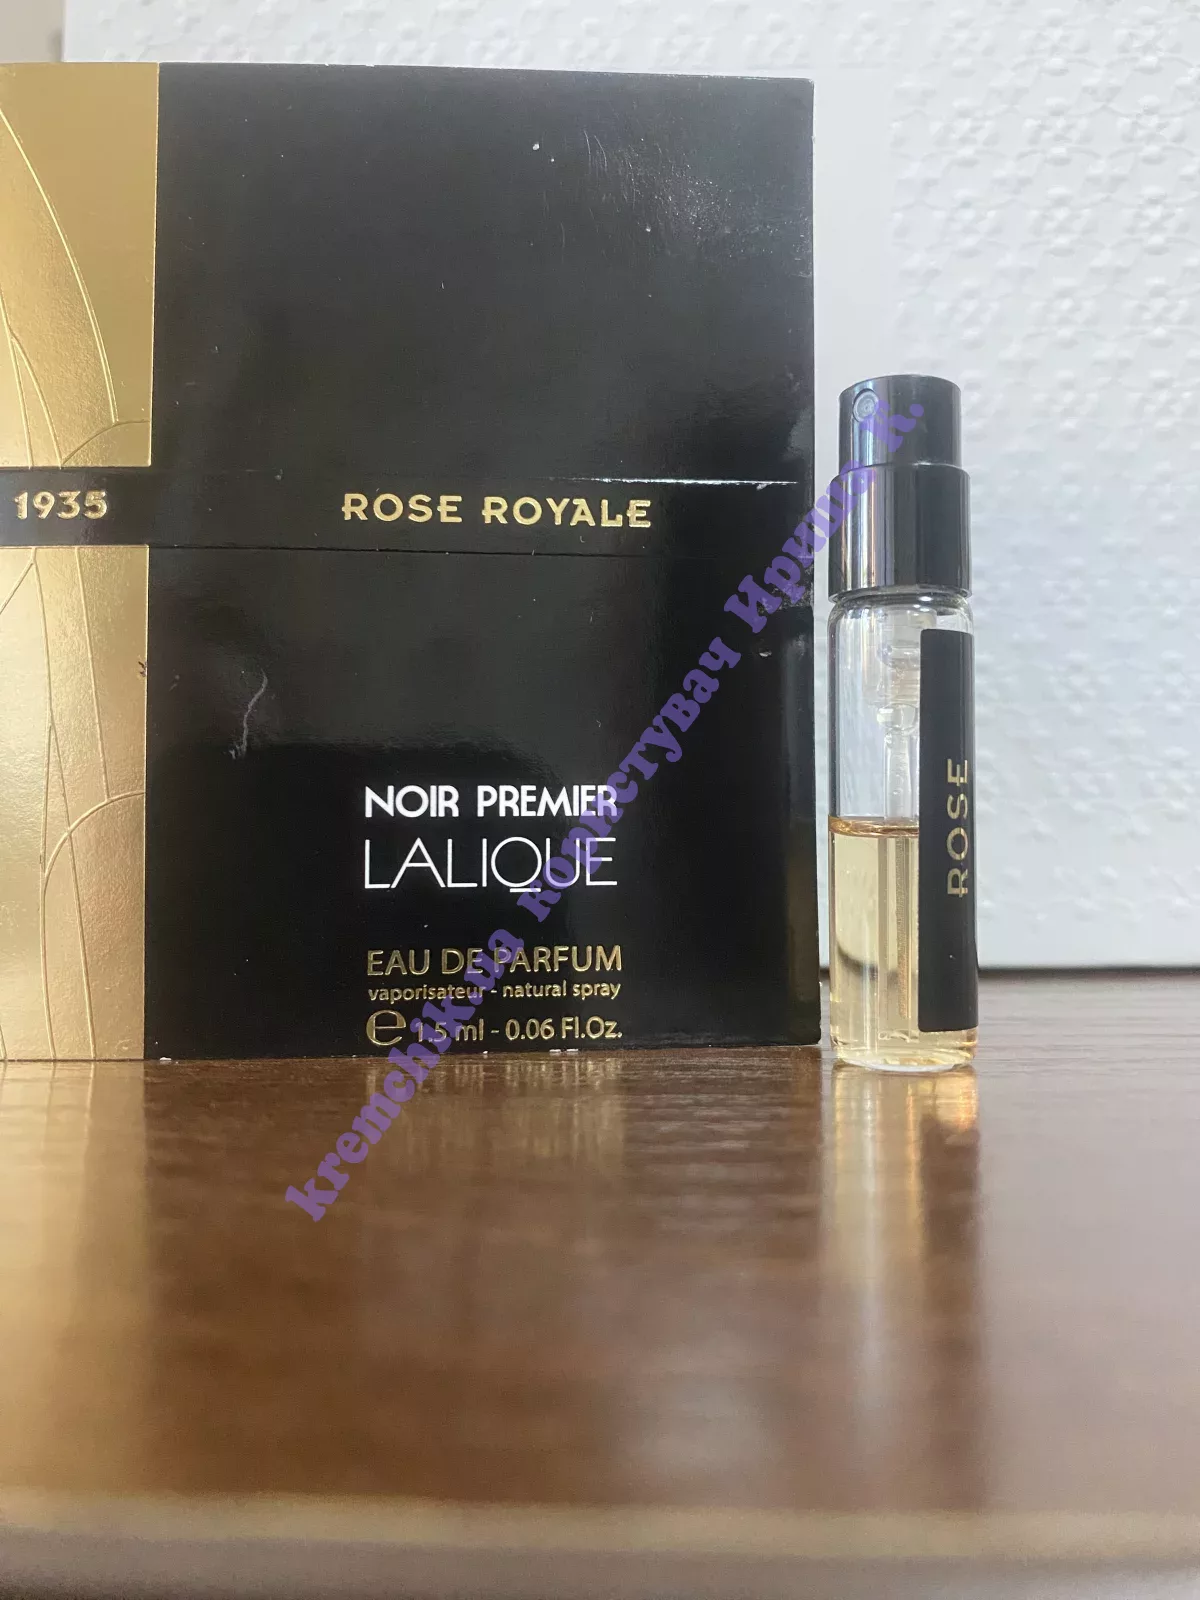 1935 ROSE ROYALE
NOIR PREMIER
LALIQUE
EAU DE PARFUM
vaporisateur - natural spray
e 1.5 ml - 0.06 Fl.Oz.
ROSE
kremchik.ua користувач Ириша К.